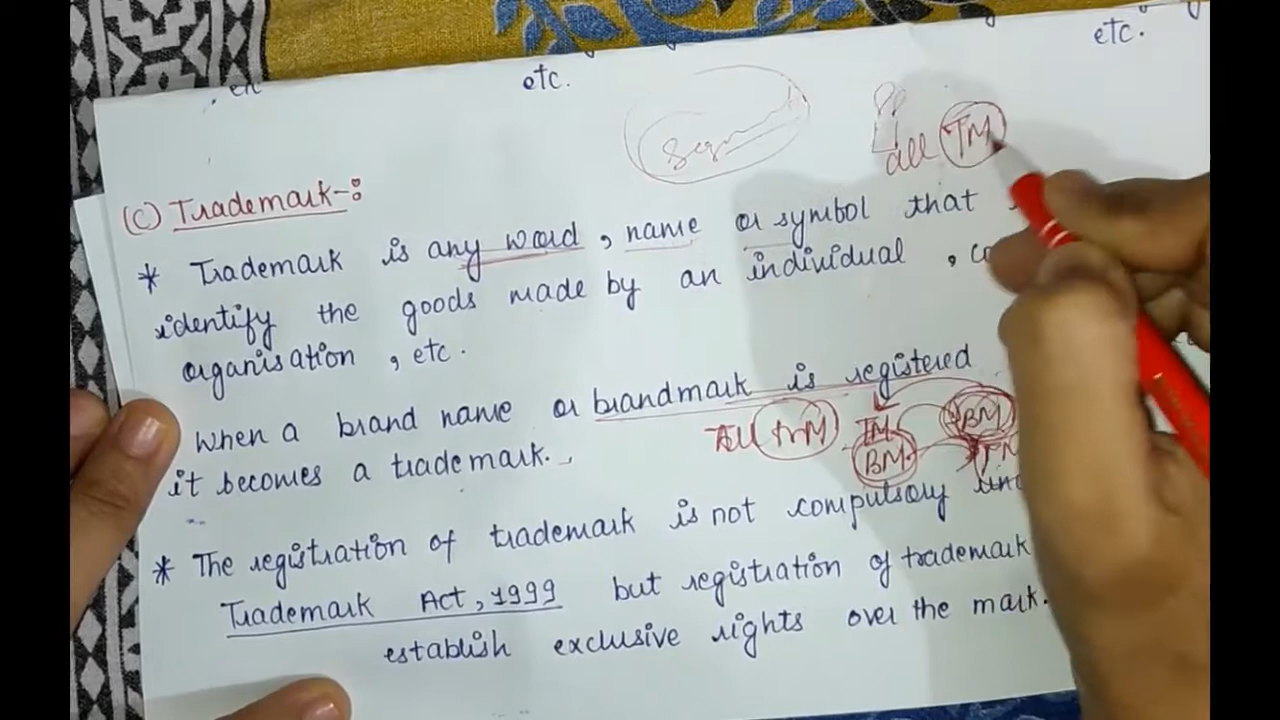 etc. etc.
all TM
(C) Trademark-:
* Trademark is any word, name or symbol that
identify the goods made by an individual,
organisation, etc.
When a brand name or brandmark is registered
it becomes a trademark.
All TM BM
BM
* The registration of trademark is not compulsory
Trademark Act, 1999 but registration of trademark
establish exclusive rights over the mark.